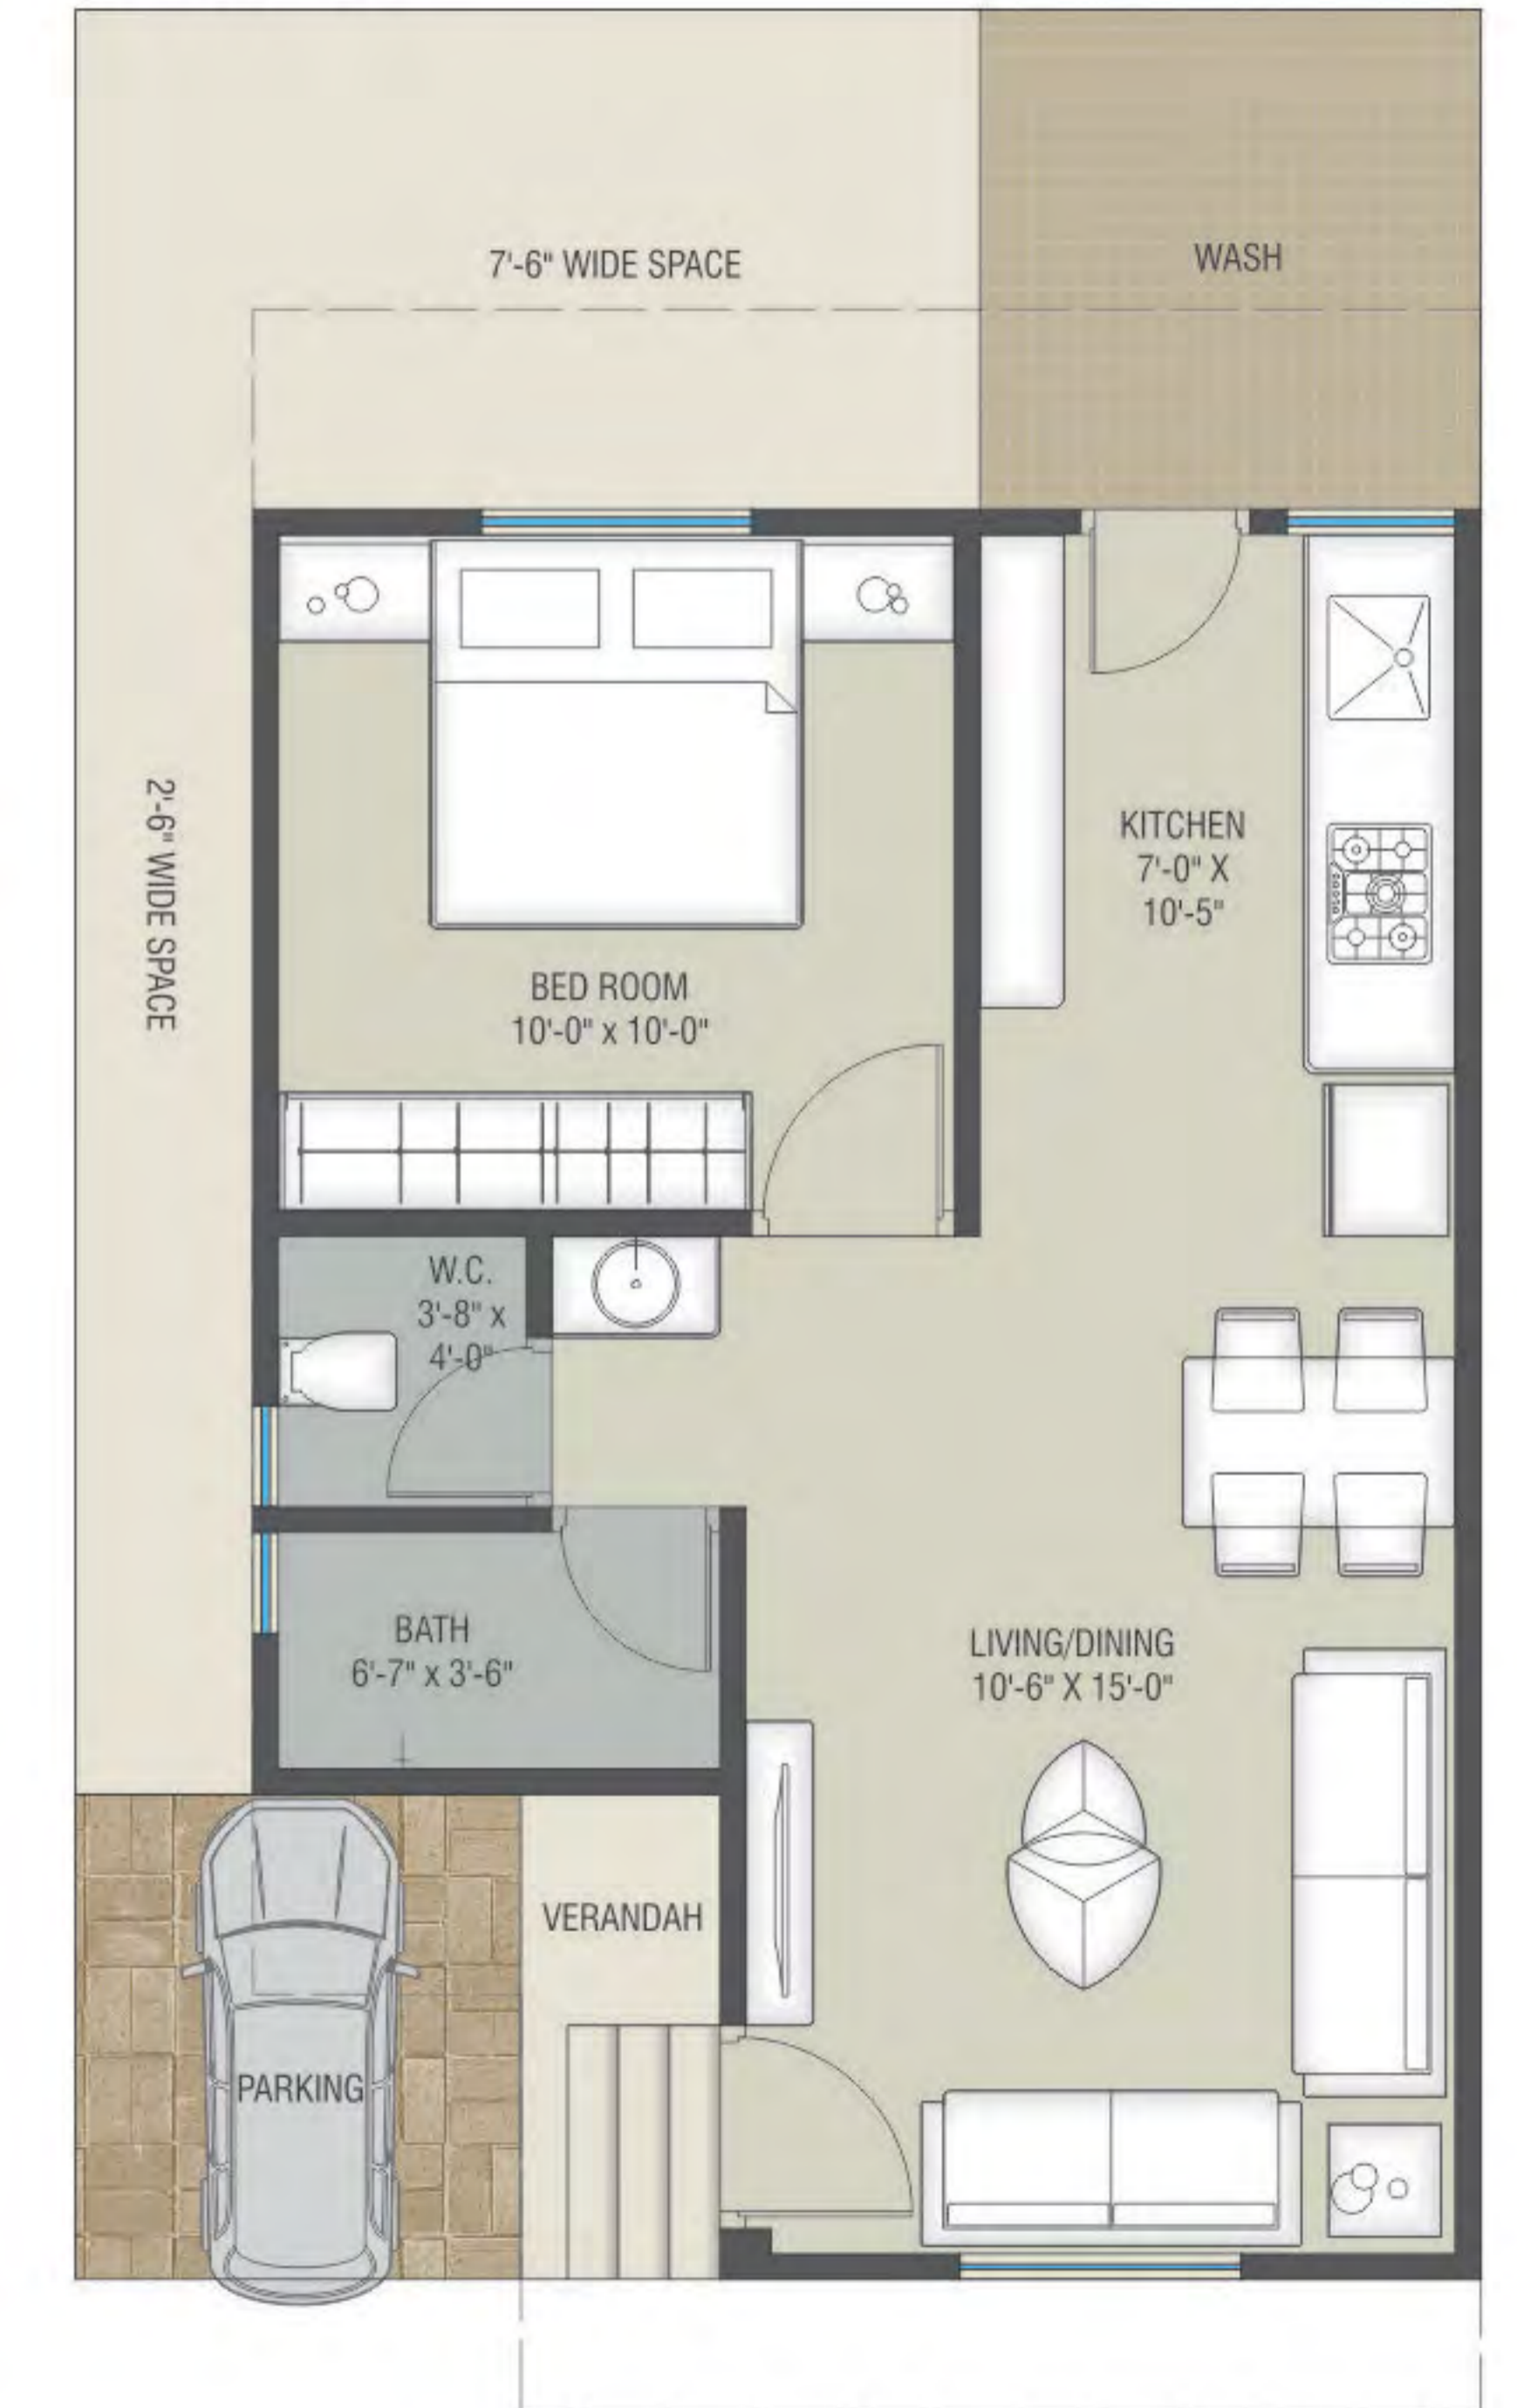 7'-6" WIDE SPACE
WASH
2'-6" WIDE SPACE
KITCHEN
7'-0" X
10'-5"
BED ROOM
10'-0" x 10'-0"
W.C.
3'-8" x
4'-0"
BATH
6'-7" x 3'-6"
LIVING/DINING
10'-6" X 15'-0"
VERANDAH
PARKING